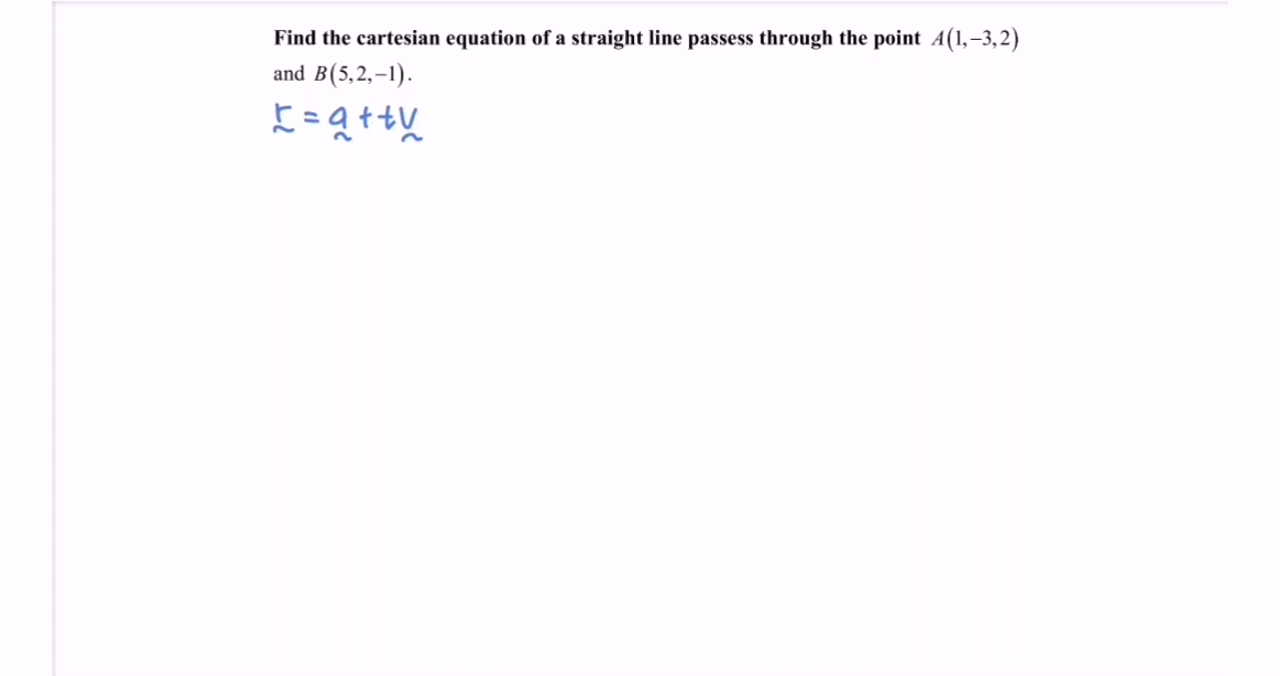 Find the cartesian equation of a straight line passess through the point A(1,−3,2)
and B(5,2,−1).
r = a + tv